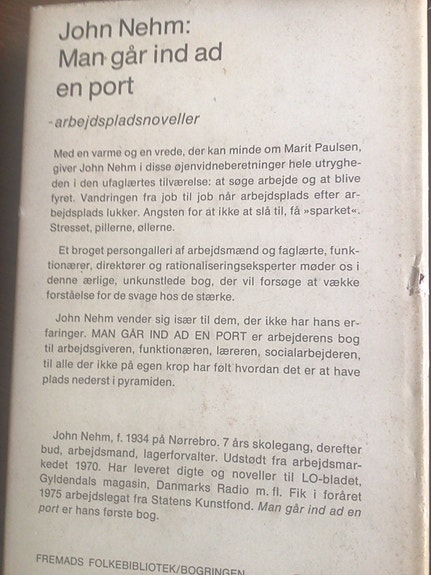 John Nehm:
Man går ind ad
en port
-arbejdspladsnoveller
Med en varme og en vrede, der kan minde om Marit Paulsen,
giver John Nehm i disse øjenvidneberetninger hele utryghe-
den i den ufaglærtes tilværelse: at søge arbejde og at blive
fyret. Vandringen fra job til job når arbejdsplads efter ar-
bejdsplads lukker. Angsten for at ikke at slå til, få »sparket«.
Stresset, pillerne, øllerne.
Et broget persongalleri af arbejdsmænd og faglærte, funk-
tionærer, direktører og rationaliseringseksperter møder os i
denne ærlige, unkunstlede bog, der vil forsøge at vække
forståelse for de svage hos de stærke.
John Nehm vender sig især til dem, der ikke har hans er-
faringer. MAN GÅR IND AD EN PORT er arbejderens bog
til arbejdsgiveren, funktionæren, læreren, socialarbejderen,
til alle der ikke på egen krop har følt hvordan det er at have
plads nederst i pyramiden.
John Nehm, f. 1934 på Nørrebro. 7 års skolegang, derefter
bud, arbejdsmand, lagerforvalter. Udstødt fra arbejdsmar-
kedet 1970. Har leveret digte og noveller til LO-bladet,
Gyldendals magasin, Danmarks Radio m. fl. Fik i foråret
1975 arbejdslegat fra Statens Kunstfond. Man går ind ad en
port er hans første bog.
FREMADS FOLKEBIBLIOTEK/BOGRINGEN